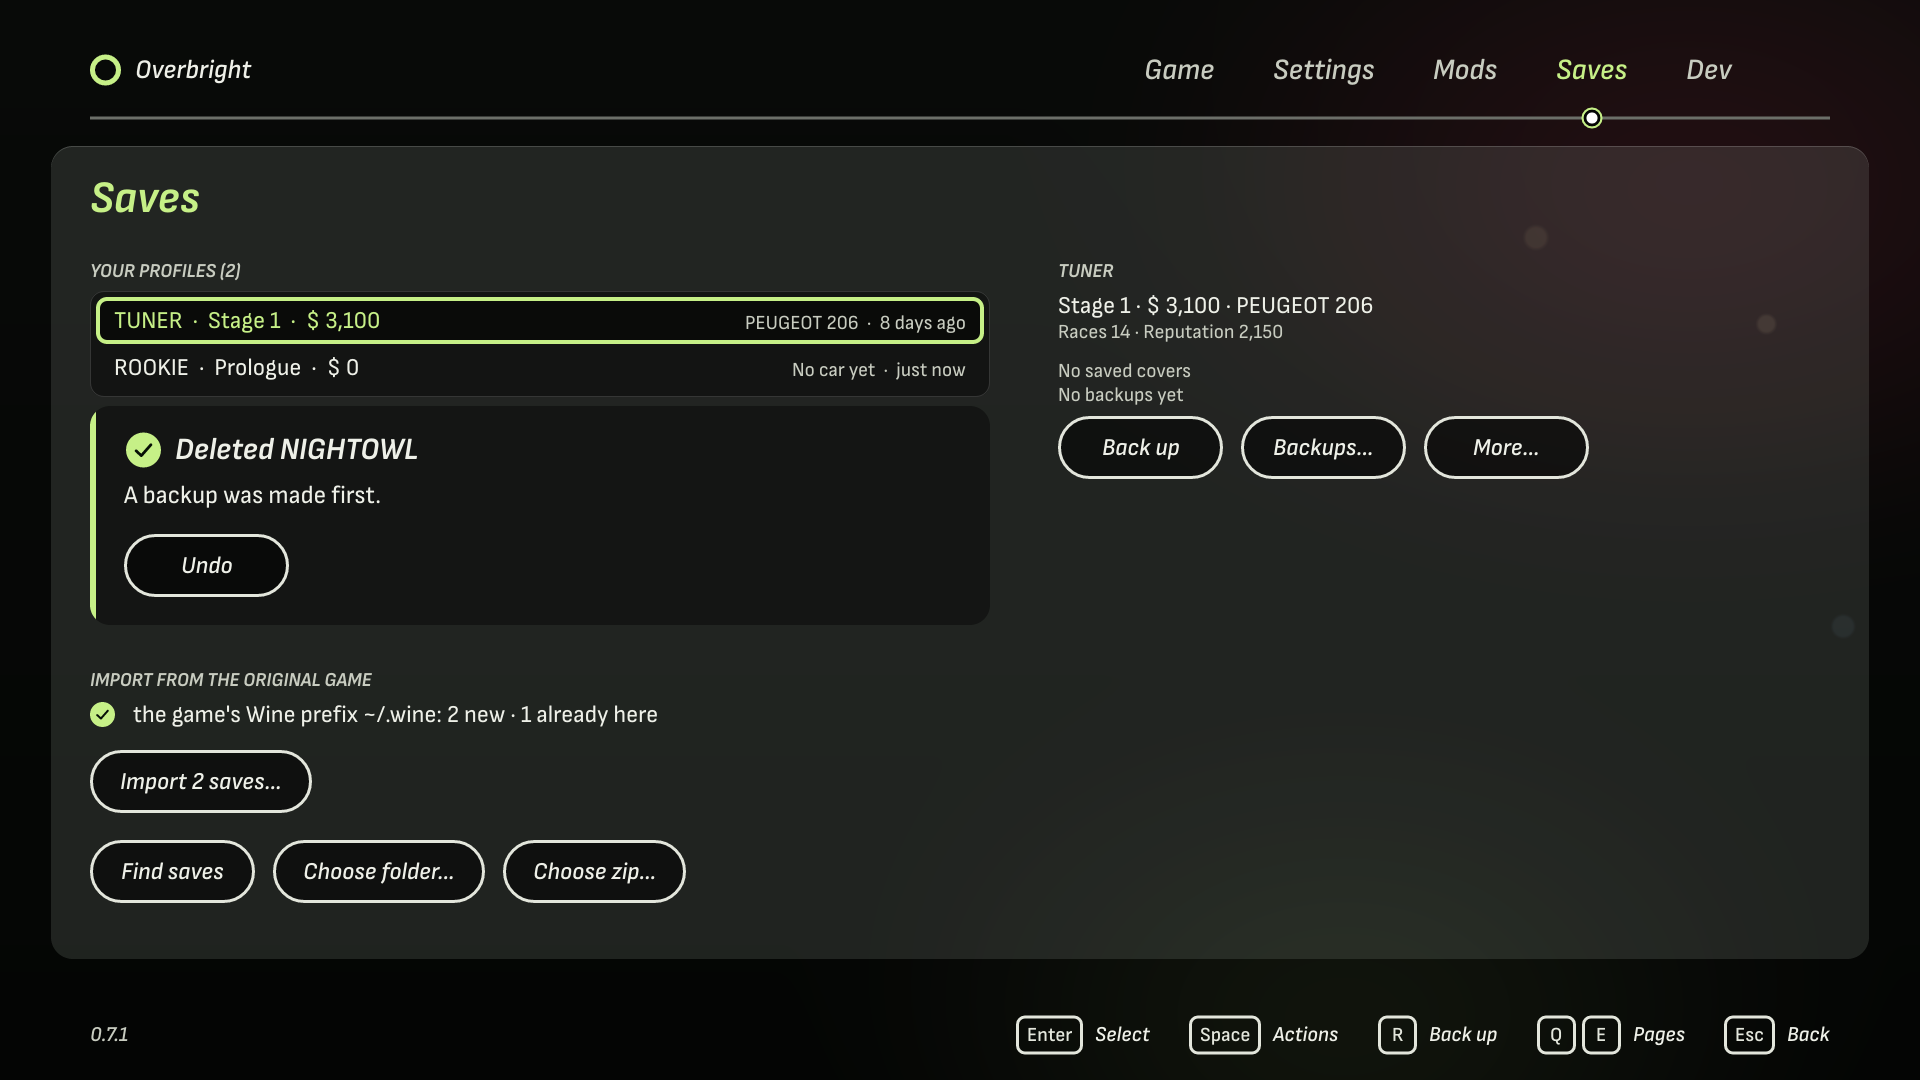 Overbright
Game
Settings
Mods
Saves
Dev
Saves
YOUR PROFILES (2)
TUNER · Stage 1 · $ 3,100
PEUGEOT 206 · 8 days ago
ROOKIE · Prologue · $ 0
No car yet · just now
Deleted NIGHTOWL
A backup was made first.
Undo
IMPORT FROM THE ORIGINAL GAME
the game's Wine prefix ~/.wine: 2 new · 1 already here
Import 2 saves...
Find saves
Choose folder...
Choose zip...
TUNER
Stage 1 · $ 3,100 · PEUGEOT 206
Races 14 · Reputation 2,150
No saved covers
No backups yet
Back up
Backups...
More...
0.7.1
Enter Select
Space Actions
R Back up
Q E Pages
Esc Back